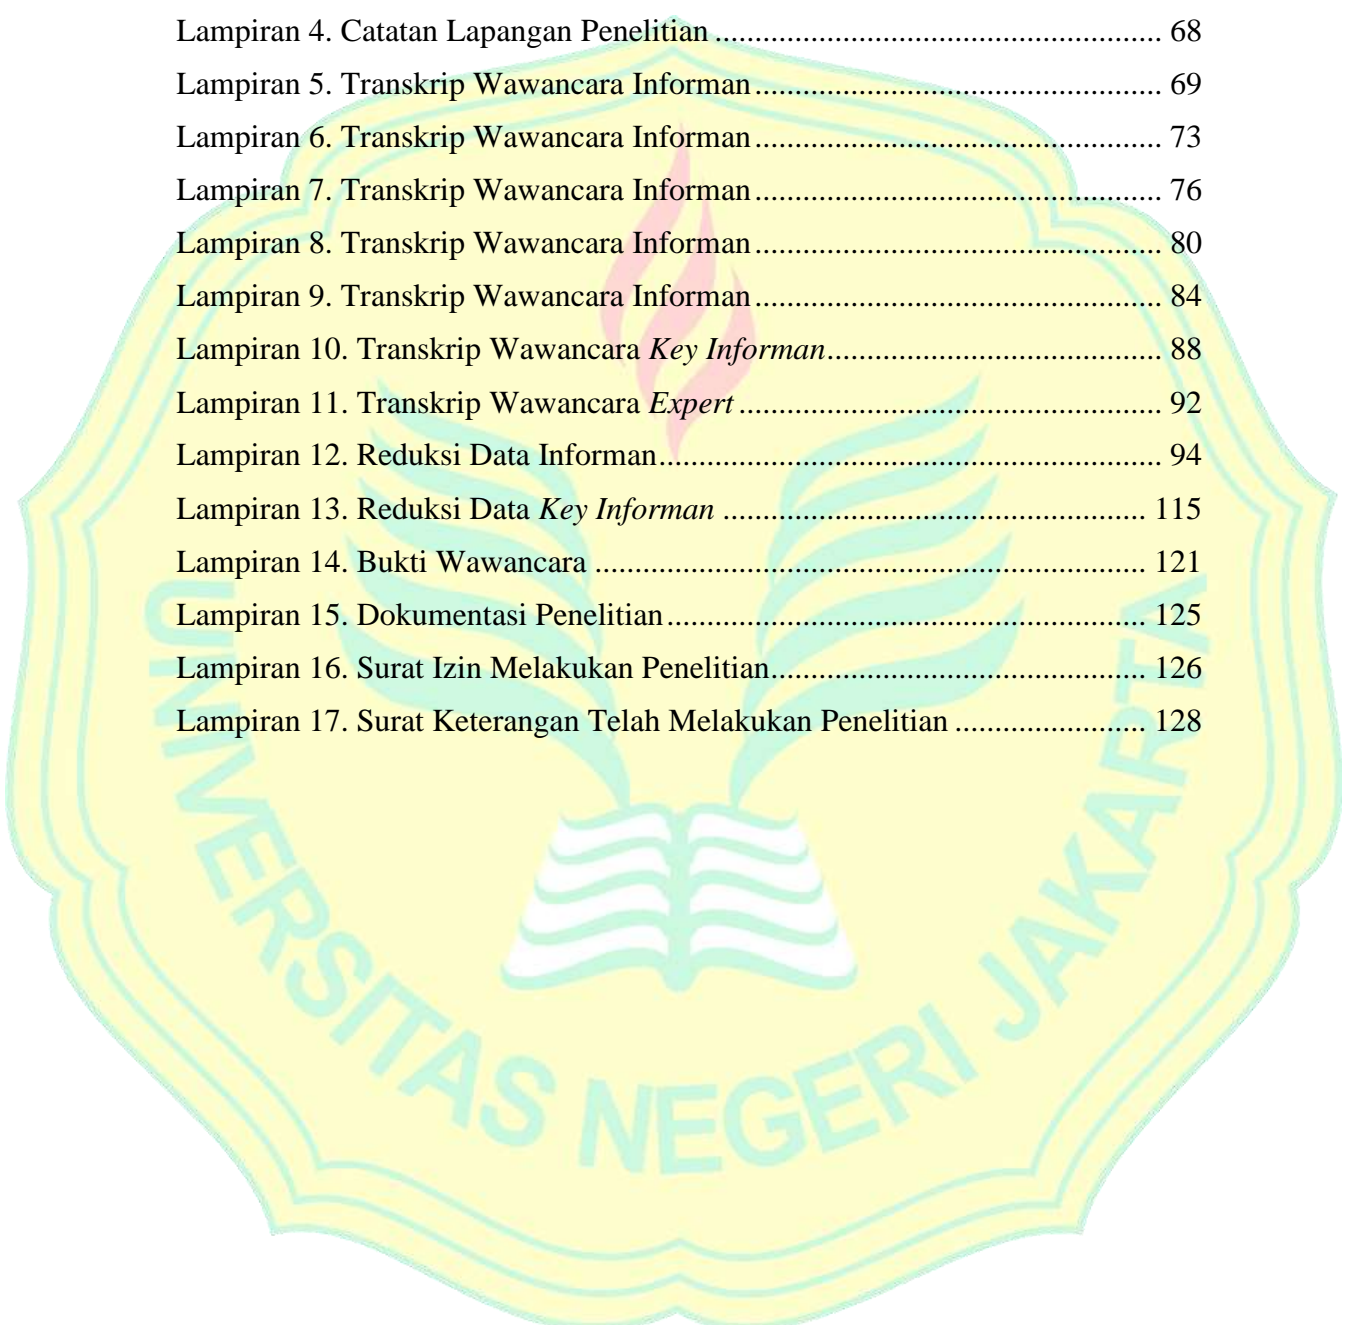 Lampiran 4. Catatan Lapangan Penelitian ........................................................ 68
Lampiran 5. Transkrip Wawancara Informan ................................................... 69
Lampiran 6. Transkrip Wawancara Informan ................................................... 73
Lampiran 7. Transkrip Wawancara Informan ................................................... 76
Lampiran 8. Transkrip Wawancara Informan ................................................... 80
Lampiran 9. Transkrip Wawancara Informan ................................................... 84
Lampiran 10. Transkrip Wawancara Key Informan .......................................... 88
Lampiran 11. Transkrip Wawancara Expert ..................................................... 92
Lampiran 12. Reduksi Data Informan ............................................................... 94
Lampiran 13. Reduksi Data Key Informan ..................................................... 115
Lampiran 14. Bukti Wawancara ..................................................................... 121
Lampiran 15. Dokumentasi Penelitian ............................................................ 125
Lampiran 16. Surat Izin Melakukan Penelitian ............................................... 126
Lampiran 17. Surat Keterangan Telah Melakukan Penelitian ........................ 128
UNIVERSITAS NEGERI JAKARTA